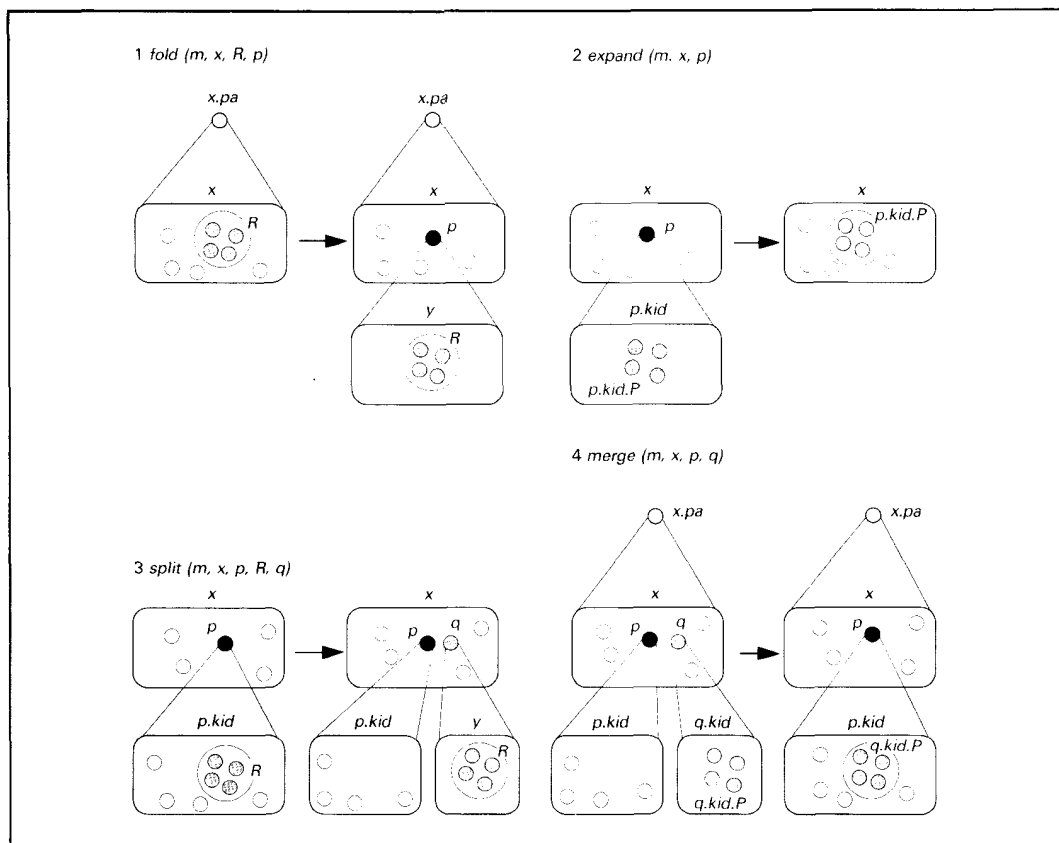 1 fold (m, x, R, p)
x.pa
x.pa
x
R
x
p
y
R
2 expand (m. x, p)
x
p
x
p.kid.P
p.kid
p.kid.P
3 split (m, x, p, R, q)
x
p
x
p
q
p.kid
R
p.kid
y
R
4 merge (m, x, p, q)
x.pa
x.pa
x
p
q
x
p
p.kid
q.kid
q.kid.P
p.kid
q.kid.P